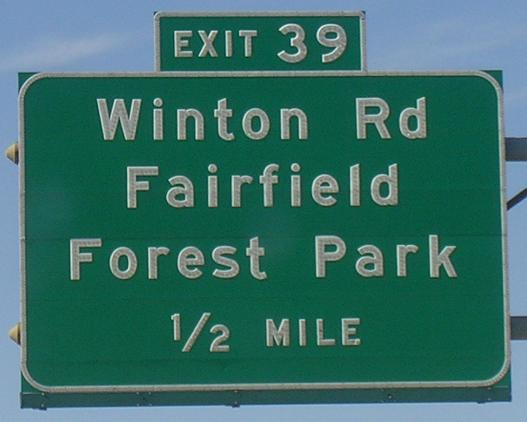 EXIT 39
Winton Rd
Fairfield
Forest Park
1/2 MILE